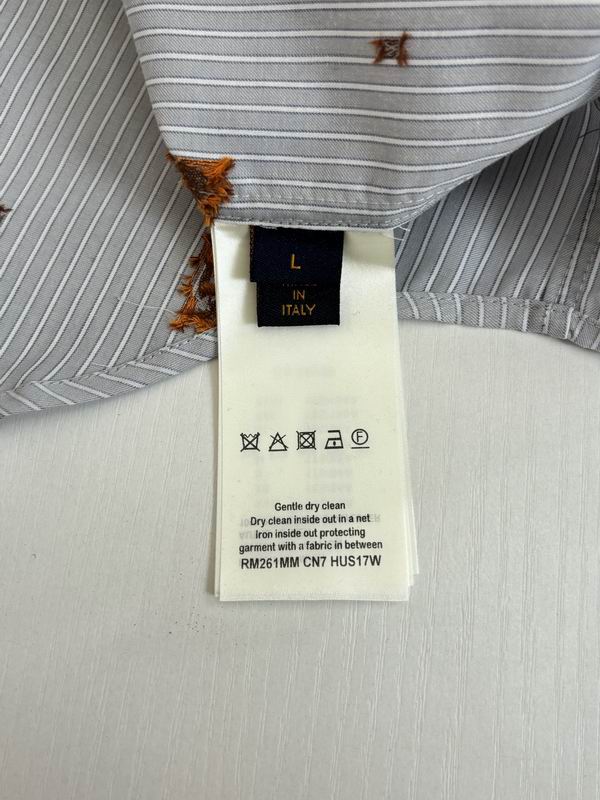 L
IN
ITALY
F
Gentle dry clean
Dry clean inside out in a net
Iron inside out protecting
garment with a fabric in between
RM261MM CN7 HUS17W